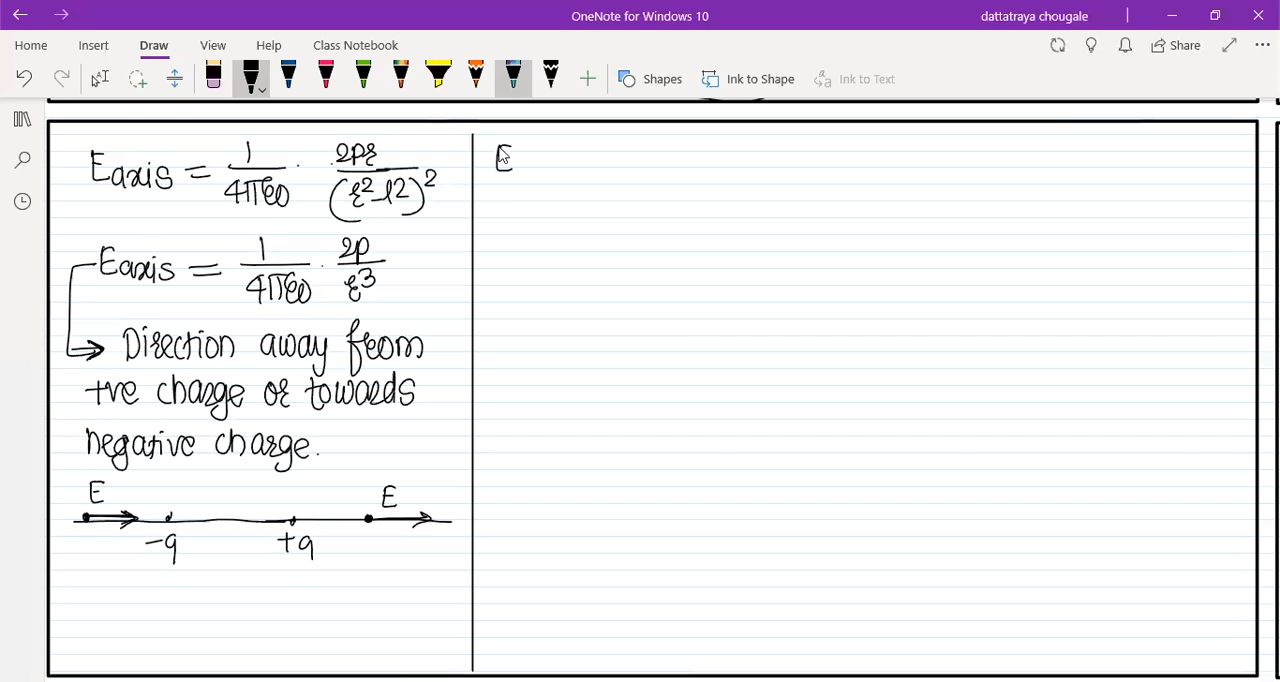 OneNote for Windows 10
dattatraya chougale
Home Insert Draw View Help Class Notebook
Share
Shapes
Ink to Shape
Ink to Text
Eaxis = 1/4πε0 · 2pr/(r²-l²)²
Eaxis = 1/4πε0 · 2p/r³
→ Direction away from
+ve charge or towards
negative charge.
E E
-q +q
E